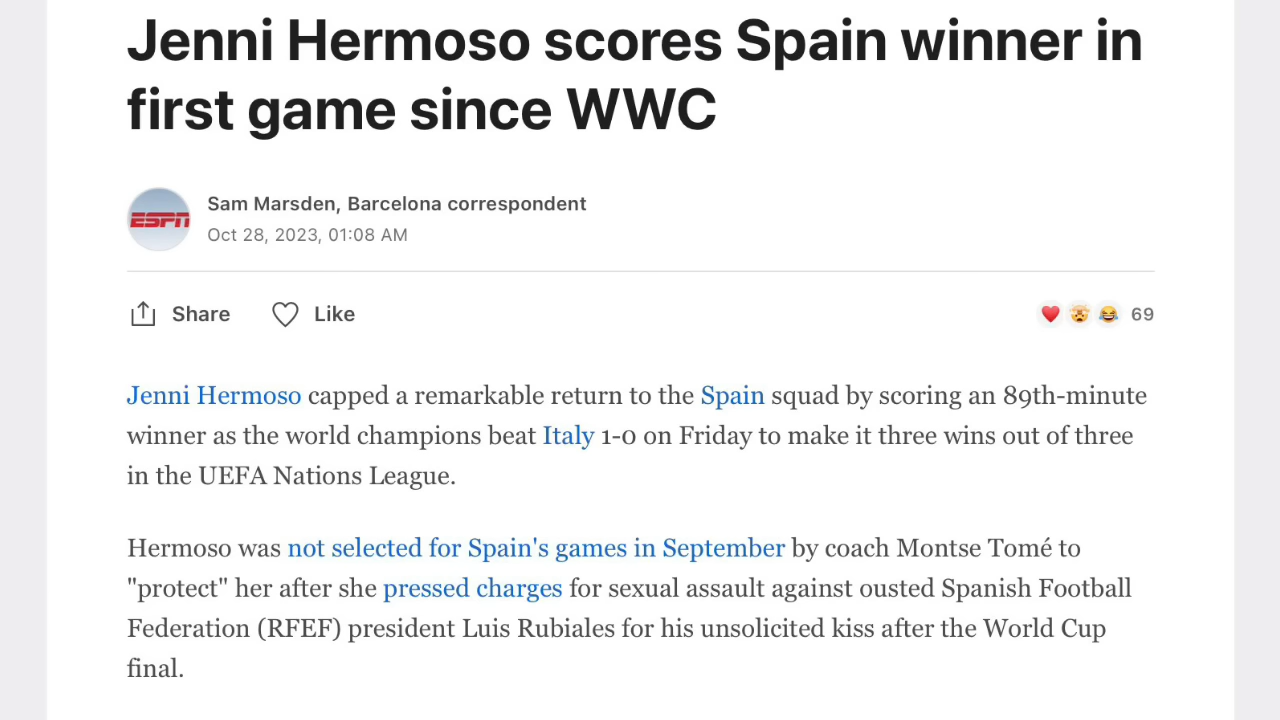 Jenni Hermoso scores Spain winner in
first game since WWC
ESPN
Sam Marsden, Barcelona correspondent
Oct 28, 2023, 01:08 AM
Share
Like
69
Jenni Hermoso capped a remarkable return to the Spain squad by scoring an 89th-minute
winner as the world champions beat Italy 1-0 on Friday to make it three wins out of three
in the UEFA Nations League.
Hermoso was not selected for Spain's games in September by coach Montse Tomé to
"protect" her after she pressed charges for sexual assault against ousted Spanish Football
Federation (RFEF) president Luis Rubiales for his unsolicited kiss after the World Cup
final.